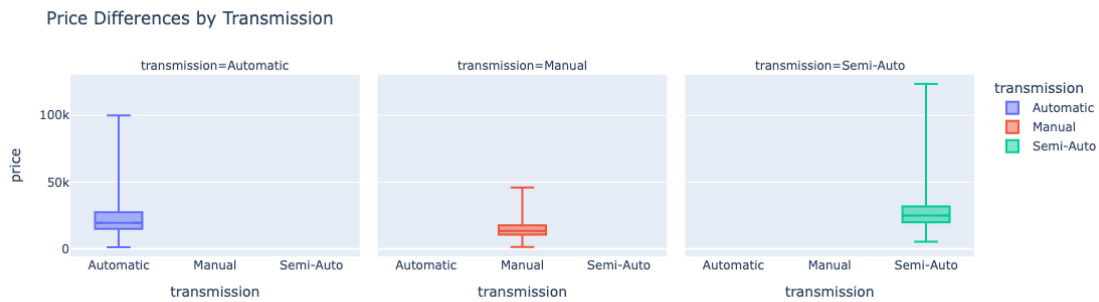 Price Differences by Transmission
transmission=Automatic
transmission=Manual
transmission=Semi-Auto
transmission
Automatic
Manual
Semi-Auto
price
100k
50k
0
Automatic Manual Semi-Auto
Automatic Manual Semi-Auto
Automatic Manual Semi-Auto
transmission
transmission
transmission